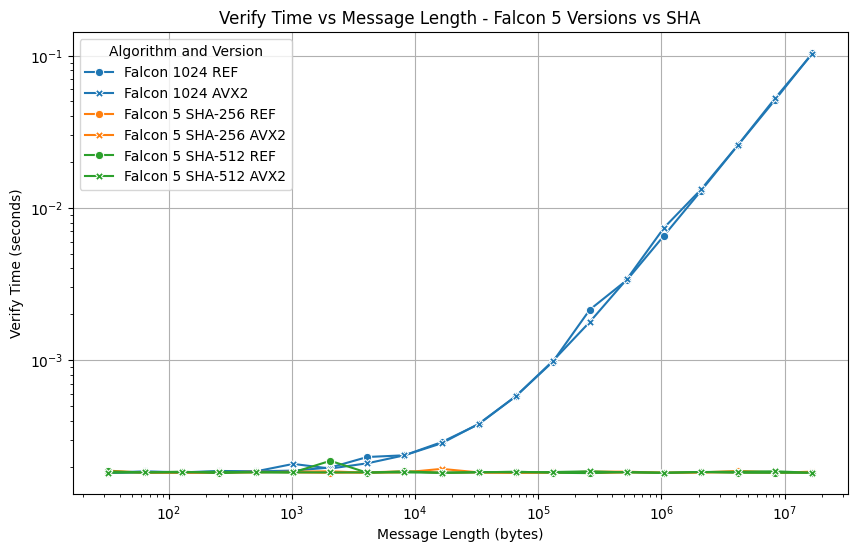 Verify Time vs Message Length - Falcon 5 Versions vs SHA
Algorithm and Version
Falcon 1024 REF
Falcon 1024 AVX2
Falcon 5 SHA-256 REF
Falcon 5 SHA-256 AVX2
Falcon 5 SHA-512 REF
Falcon 5 SHA-512 AVX2
Verify Time (seconds)
10⁻¹
10⁻²
10⁻³
10² 10³ 10⁴ 10⁵ 10⁶ 10⁷
Message Length (bytes)